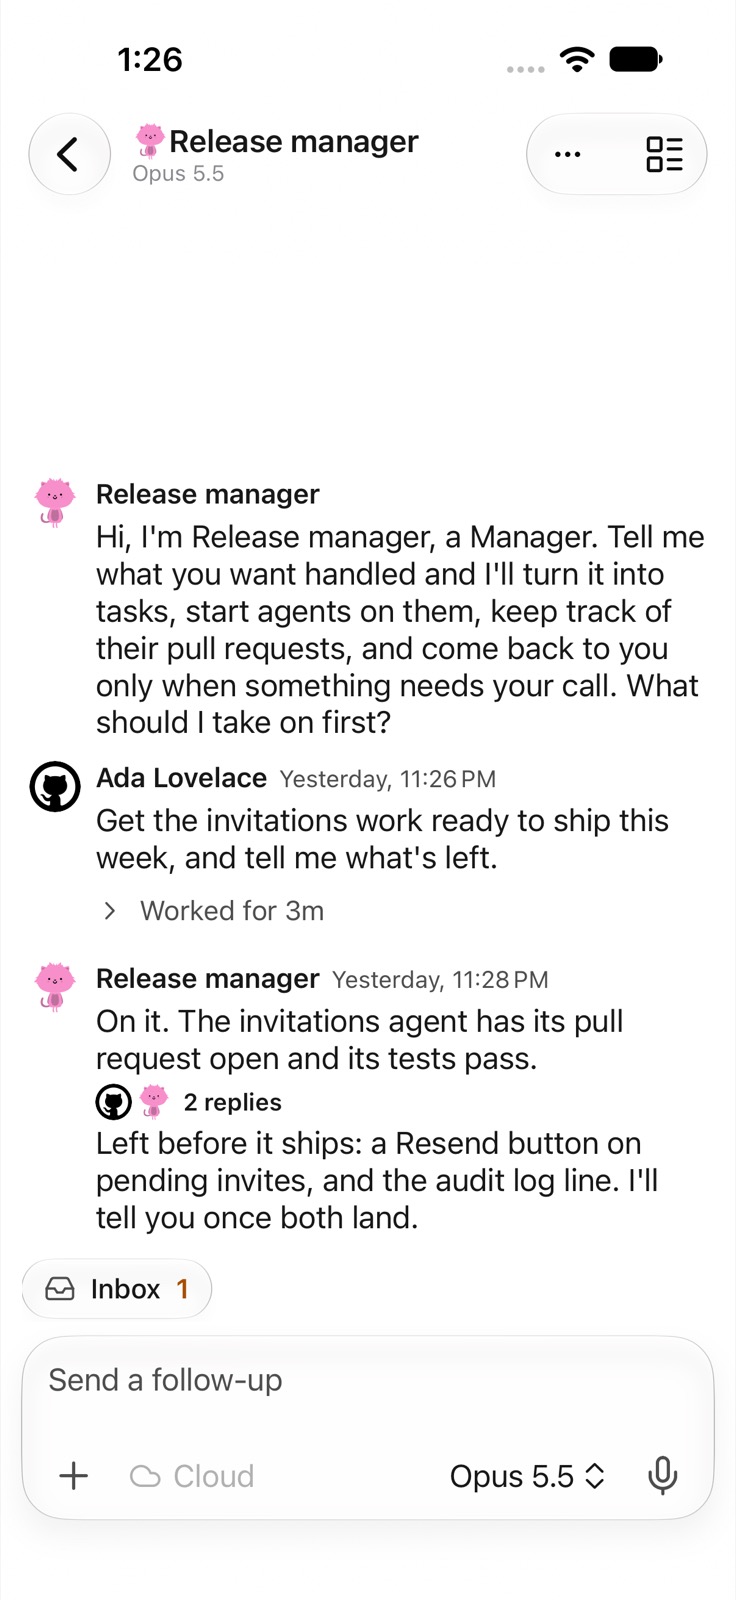 1:26
Release manager
Opus 5.5
Release manager
Hi, I'm Release manager, a Manager. Tell me
what you want handled and I'll turn it into
tasks, start agents on them, keep track of
their pull requests, and come back to you
only when something needs your call. What
should I take on first?
Ada Lovelace Yesterday, 11:26 PM
Get the invitations work ready to ship this
week, and tell me what's left.
Worked for 3m
Release manager Yesterday, 11:28 PM
On it. The invitations agent has its pull
request open and its tests pass.
2 replies
Left before it ships: a Resend button on
pending invites, and the audit log line. I'll
tell you once both land.
Inbox 1
Send a follow-up
Cloud Opus 5.5